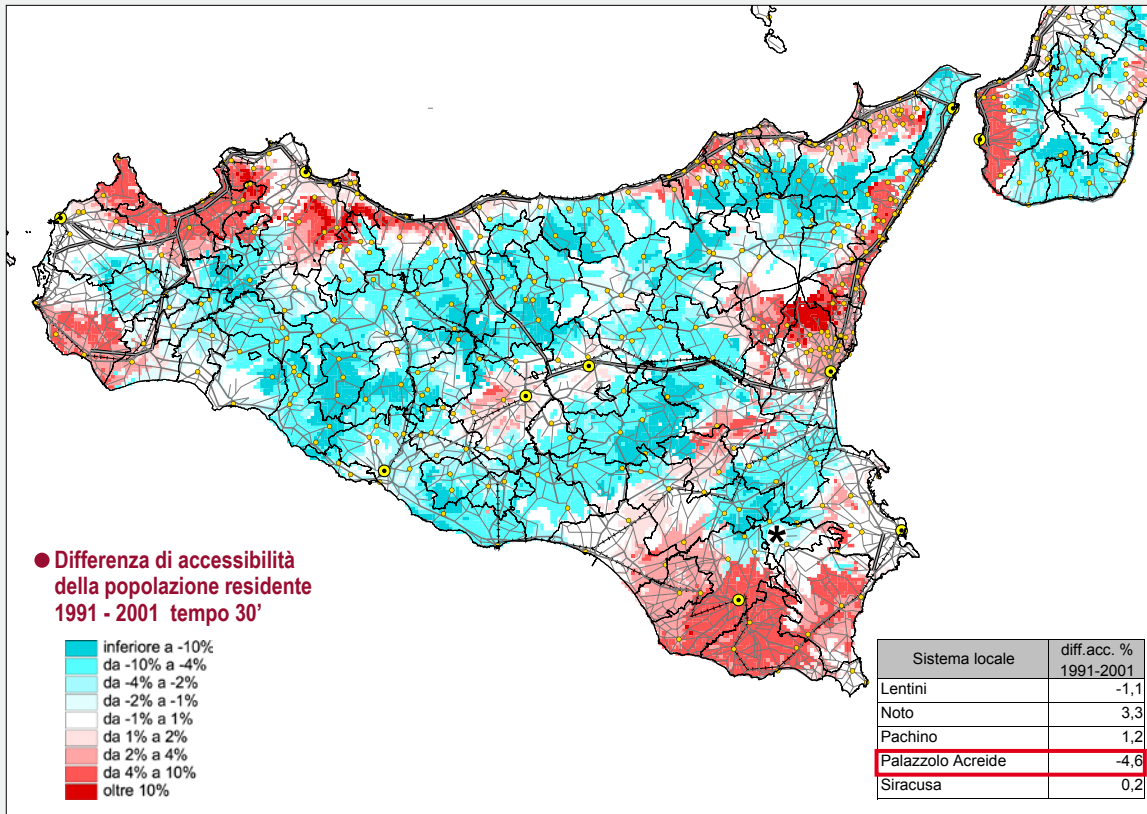 ● Differenza di accessibilità
della popolazione residente
1991 - 2001 tempo 30’
inferiore a -10%
da -10% a -4%
da -4% a -2%
da -2% a -1%
da -1% a 1%
da 1% a 2%
da 2% a 4%
da 4% a 10%
oltre 10%
*
Sistema locale diff.acc. % 1991-2001
Lentini -1,1
Noto 3,3
Pachino 1,2
Palazzolo Acreide -4,6
Siracusa 0,2